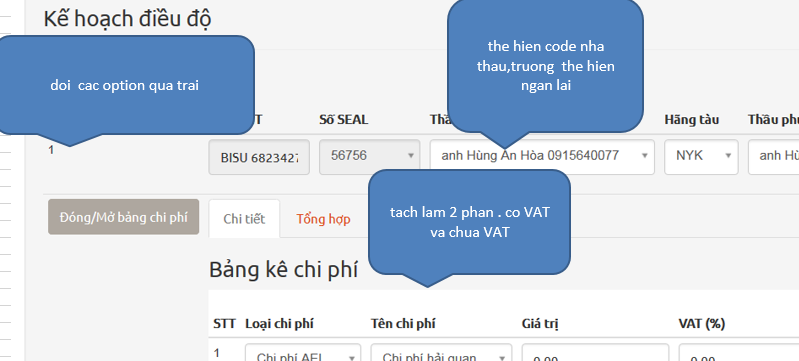 Kế hoạch điều độ
the hien code nha
thau,truong the hien
ngan lai
doi cac option qua trai
T Số SEAL Hãng tàu Thầu phụ
1 BISU 6823427 56756 anh Hùng An Hòa 0915640077 NYK anh Hù
Đóng/Mở bảng chi phí Chi tiết Tổng hợp
tach lam 2 phan . co VAT
va chua VAT
Bảng kê chi phí
STT Loại chi phí Tên chi phí Giá trị VAT (%)
1 Chi phí AFL Chi phí hải quan 0.00 0.00